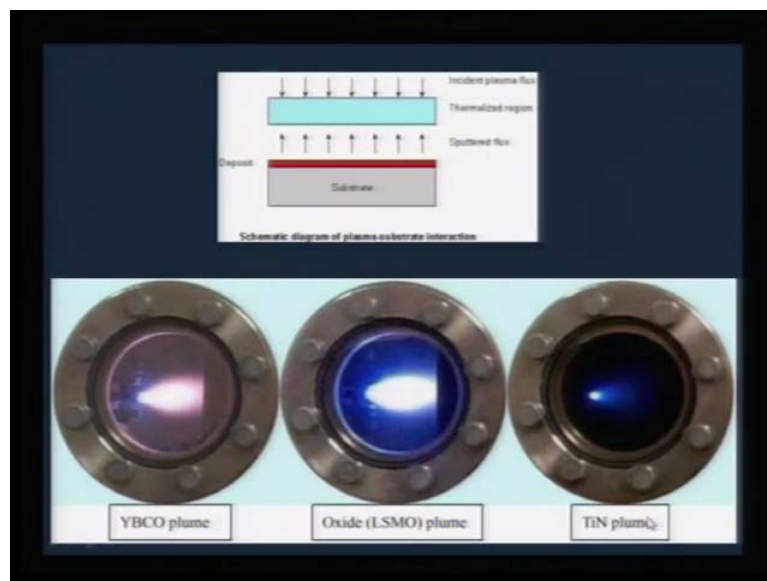 Incident plasma flux
Thermalized region
Sputtered flux
Deposit
Substrate
Schematic diagram of plasma substrate interaction
YBCO plume
Oxide (LSMO) plume
TiN plume